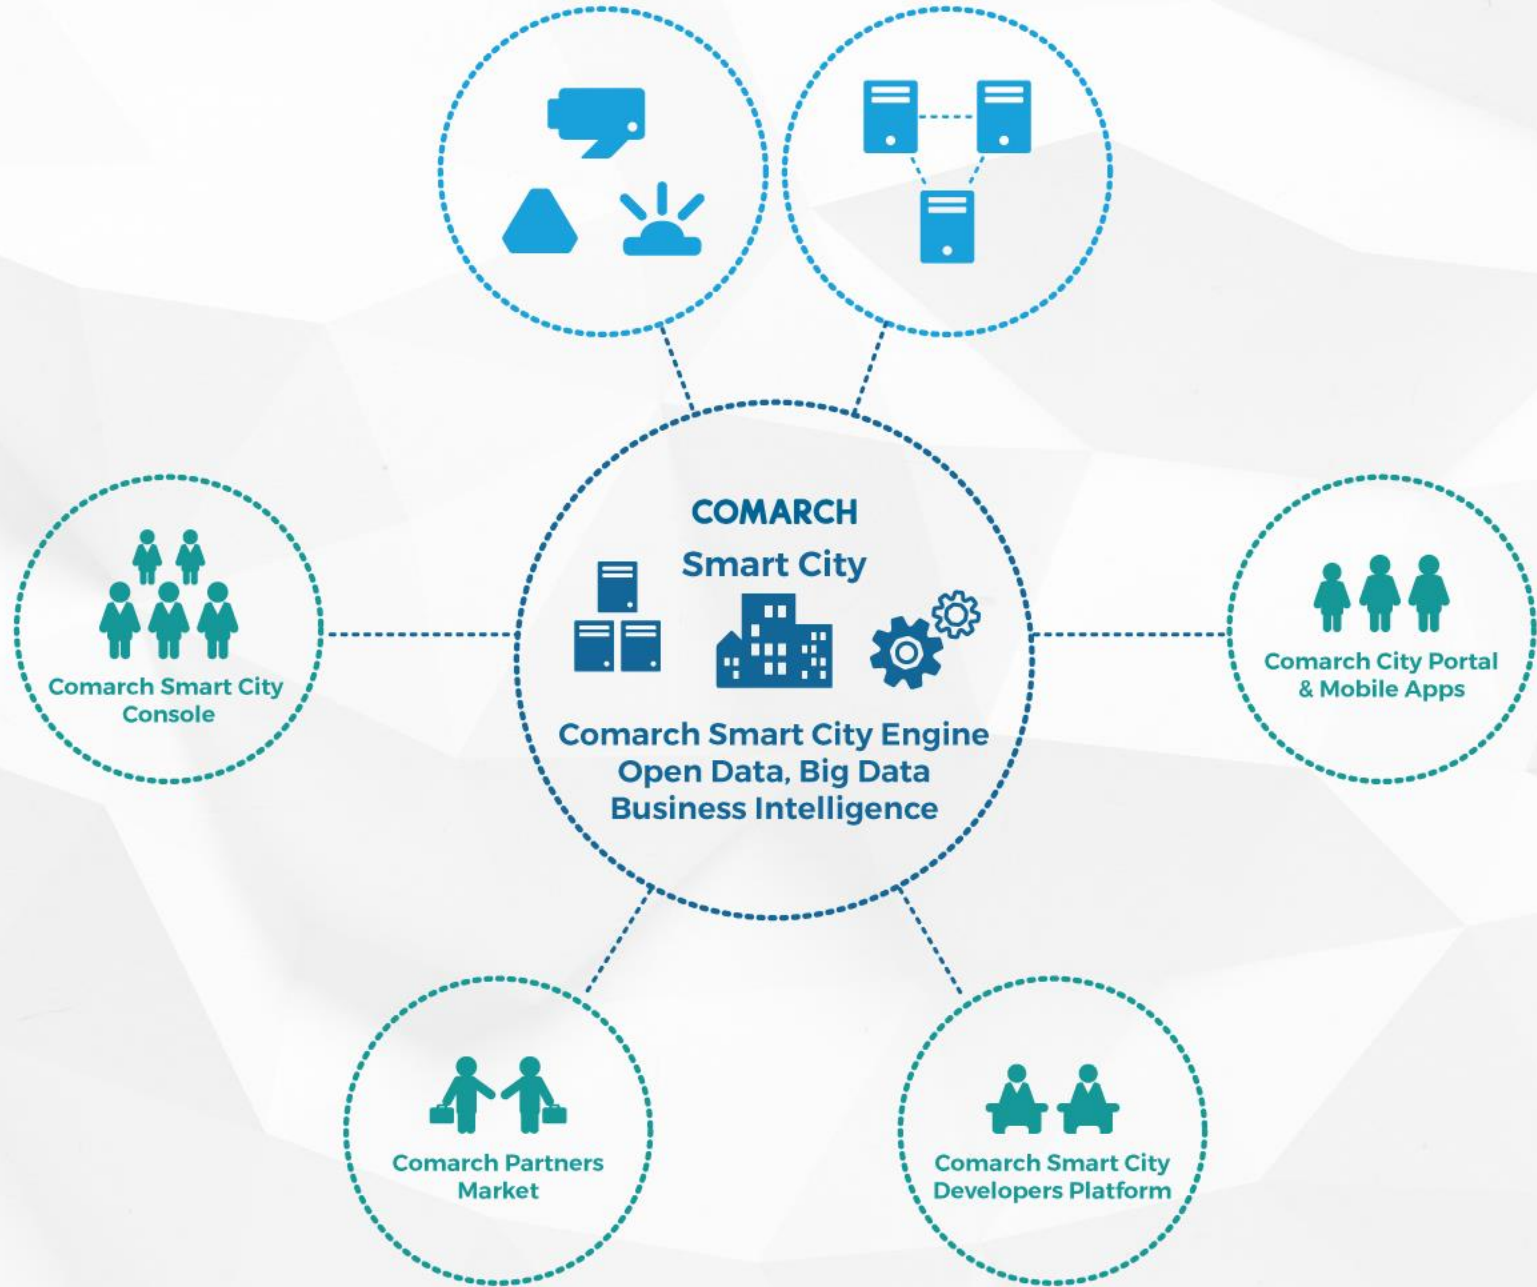 COMARCH
Smart City
Comarch Smart City Engine
Open Data, Big Data
Business Intelligence
Comarch Smart City
Console
Comarch City Portal
& Mobile Apps
Comarch Partners
Market
Comarch Smart City
Developers Platform